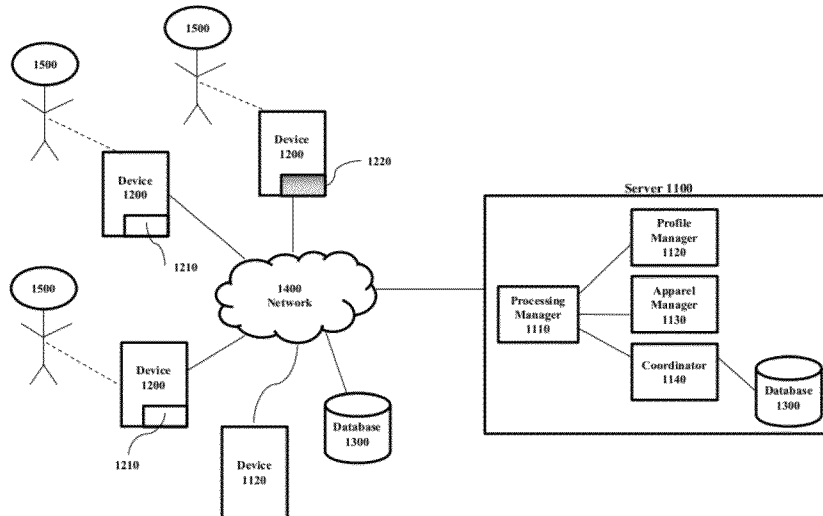 1500
1500
Device
1200
1220
Device
1200
1210
Server 1100
Profile
Manager
1120
1500
1400
Network
Processing
Manager
1110
Apparel
Manager
1130
Device
1200
Coordinator
1140
Database
1300
Database
1300
1210
Device
1120